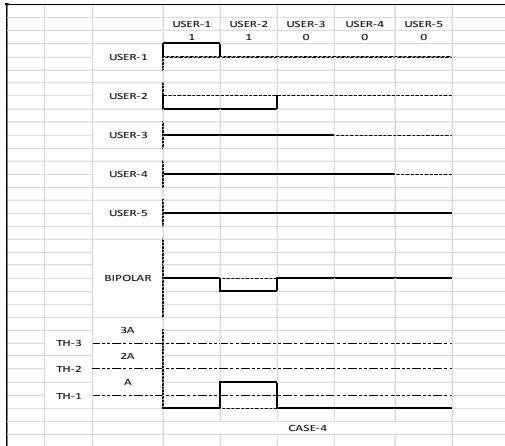 USER-1 USER-2 USER-3 USER-4 USER-5
1 1 0 0 0
USER-1
USER-2
USER-3
USER-4
USER-5
BIPOLAR
3A
TH-3
2A
TH-2
A
TH-1
CASE-4